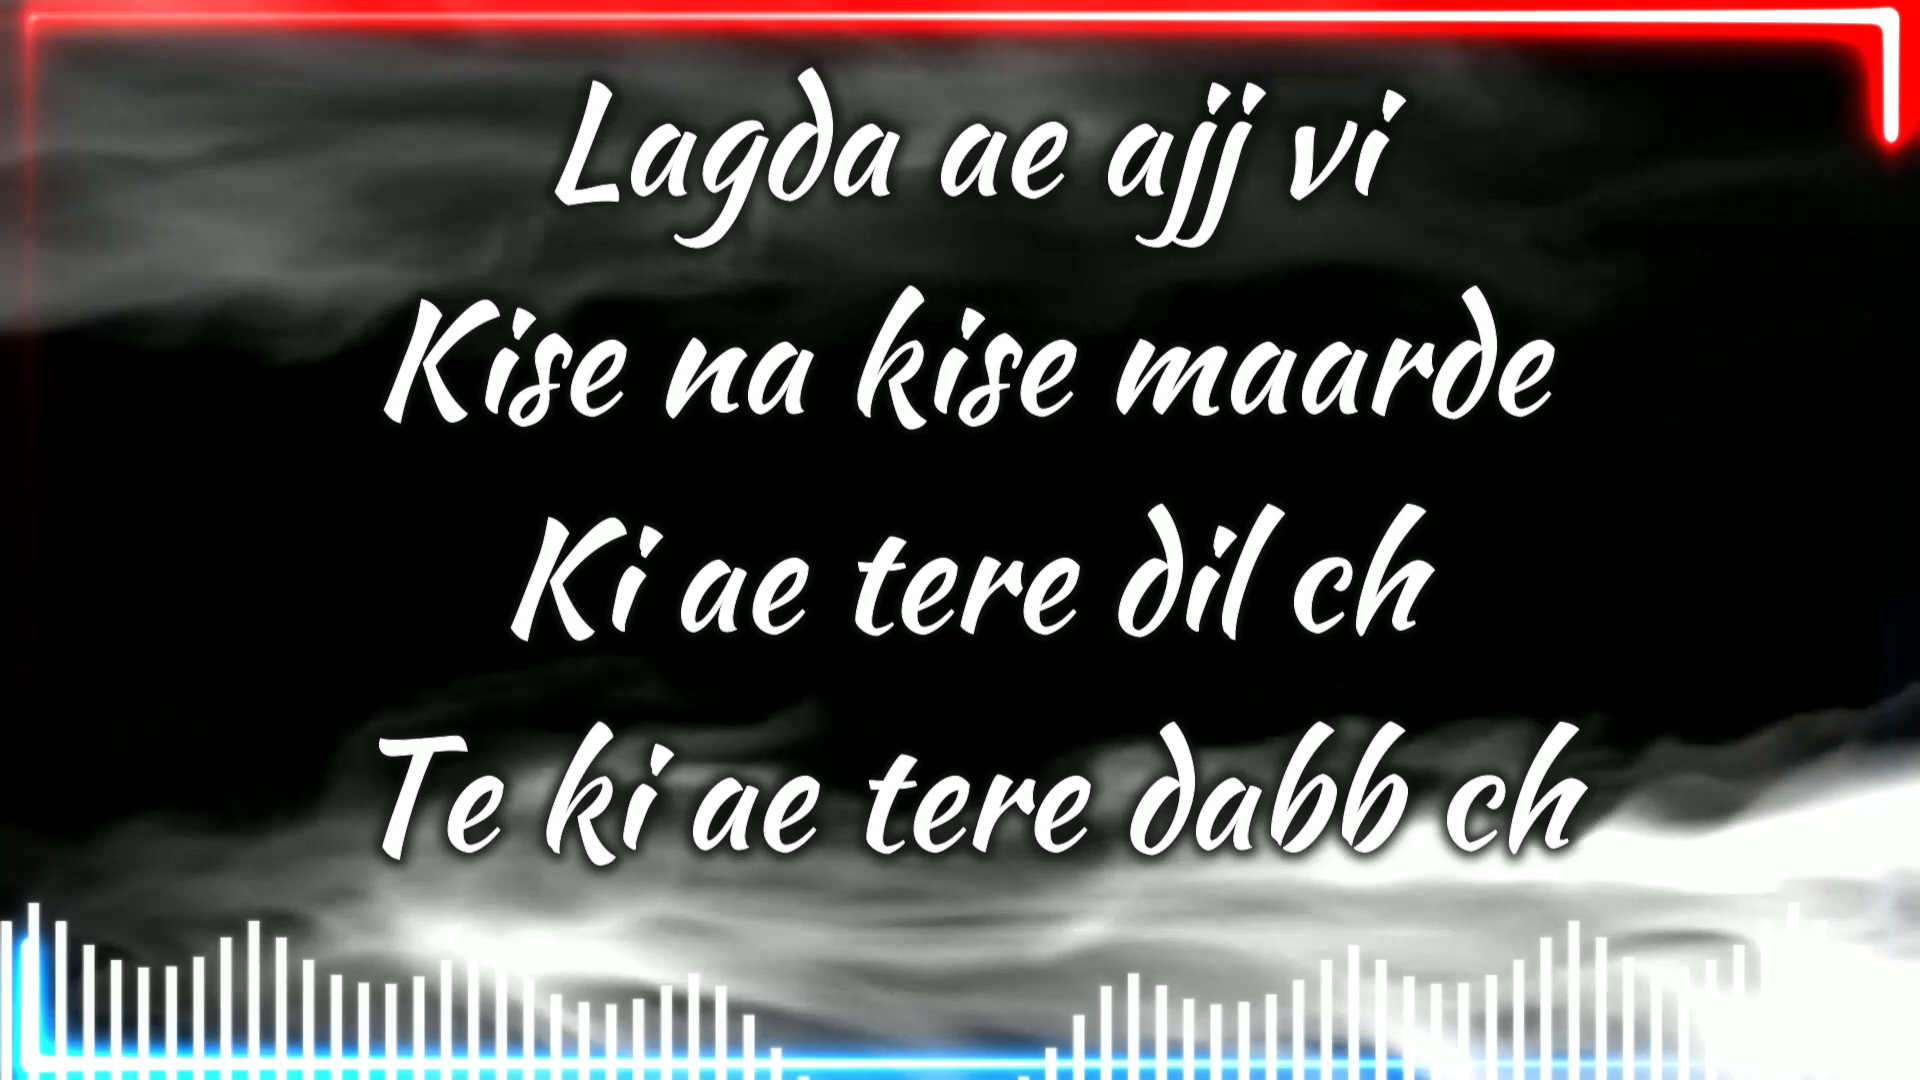 Lagda ae ajj vi
Kise na kise maarde
Ki ae tere dil ch
Te ki ae tere dabb ch